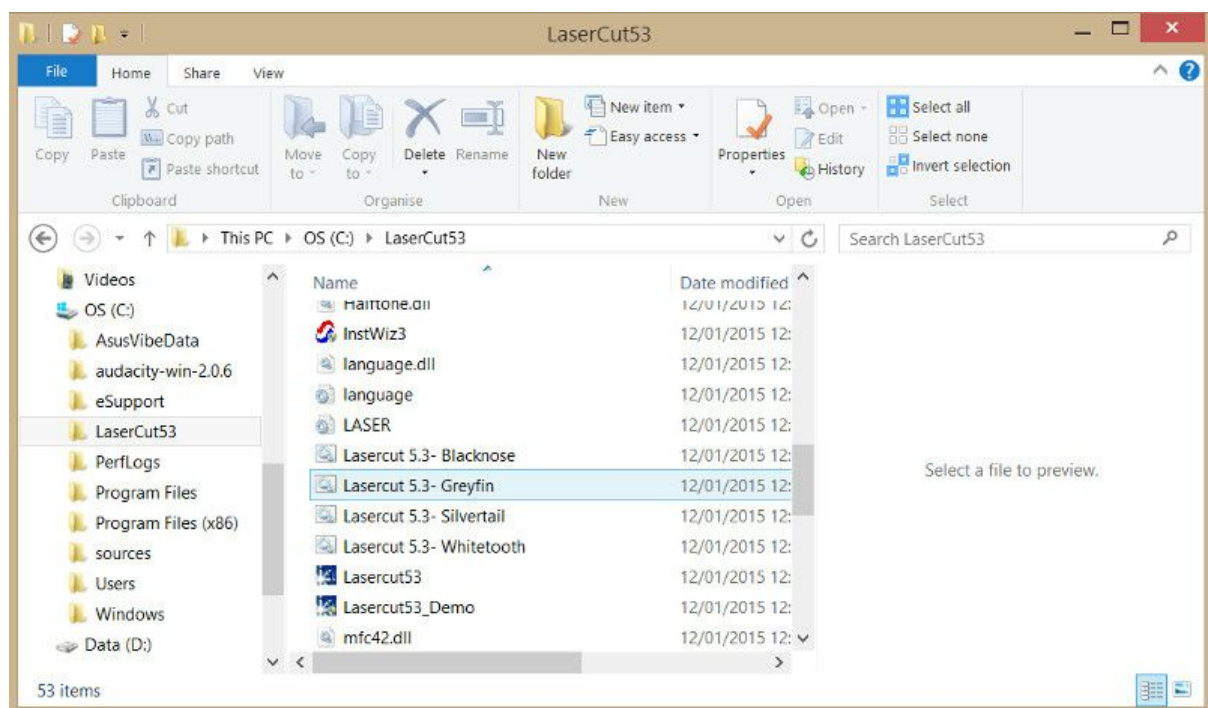 LaserCut53
File Home Share View
Copy
Paste
Cut
Copy path
Paste shortcut
Clipboard
Move to
Copy to
Delete
Rename
Organise
New folder
New item
Easy access
New
Properties
Open
Edit
History
Open
Select all
Select none
Invert selection
Select
This PC OS (C:) LaserCut53
Search LaserCut53
Videos
OS (C:)
AsusVibeData
audacity-win-2.0.6
eSupport
LaserCut53
PerfLogs
Program Files
Program Files (x86)
sources
Users
Windows
Data (D:)
Name Date modified
Halftone.dll 12/01/2015 12:
InstWiz3 12/01/2015 12:
language.dll 12/01/2015 12:
language 12/01/2015 12:
LASER 12/01/2015 12:
Lasercut 5.3- Blacknose 12/01/2015 12:
Lasercut 5.3- Greyfin 12/01/2015 12:
Lasercut 5.3- Silvertail 12/01/2015 12:
Lasercut 5.3- Whitetooth 12/01/2015 12:
Lasercut53 12/01/2015 12:
Lasercut53_Demo 12/01/2015 12:
mfc42.dll 12/01/2015 12:
Select a file to preview.
53 items